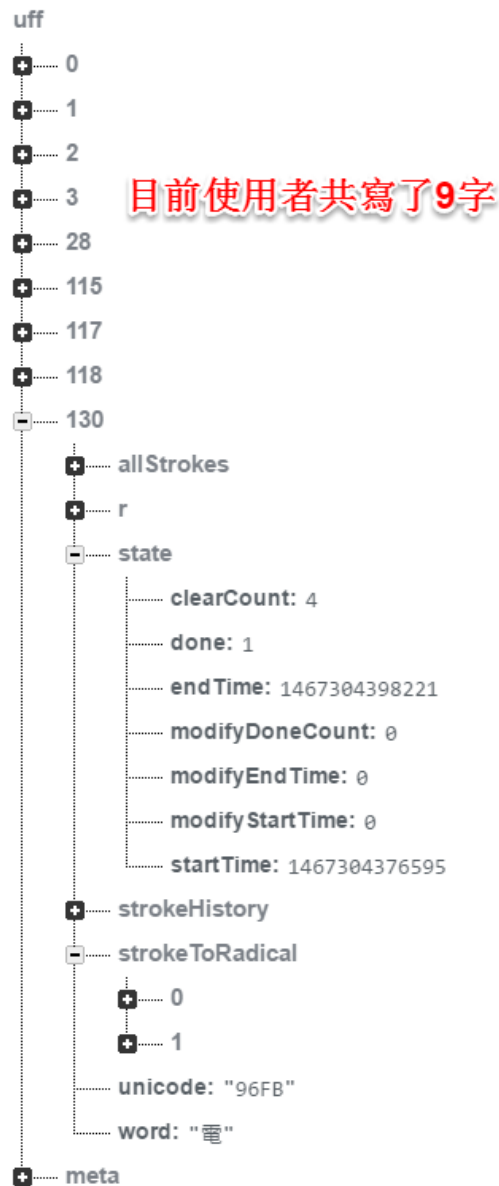 uff
0
1
2
3
目前使用者共寫了9字
28
115
117
118
130
allStrokes
r
state
clearCount: 4
done: 1
endTime: 1467304398221
modifyDoneCount: 0
modifyEndTime: 0
modifyStartTime: 0
startTime: 1467304376595
strokeHistory
strokeToRadical
0
1
unicode: "96FB"
word: "電"
meta